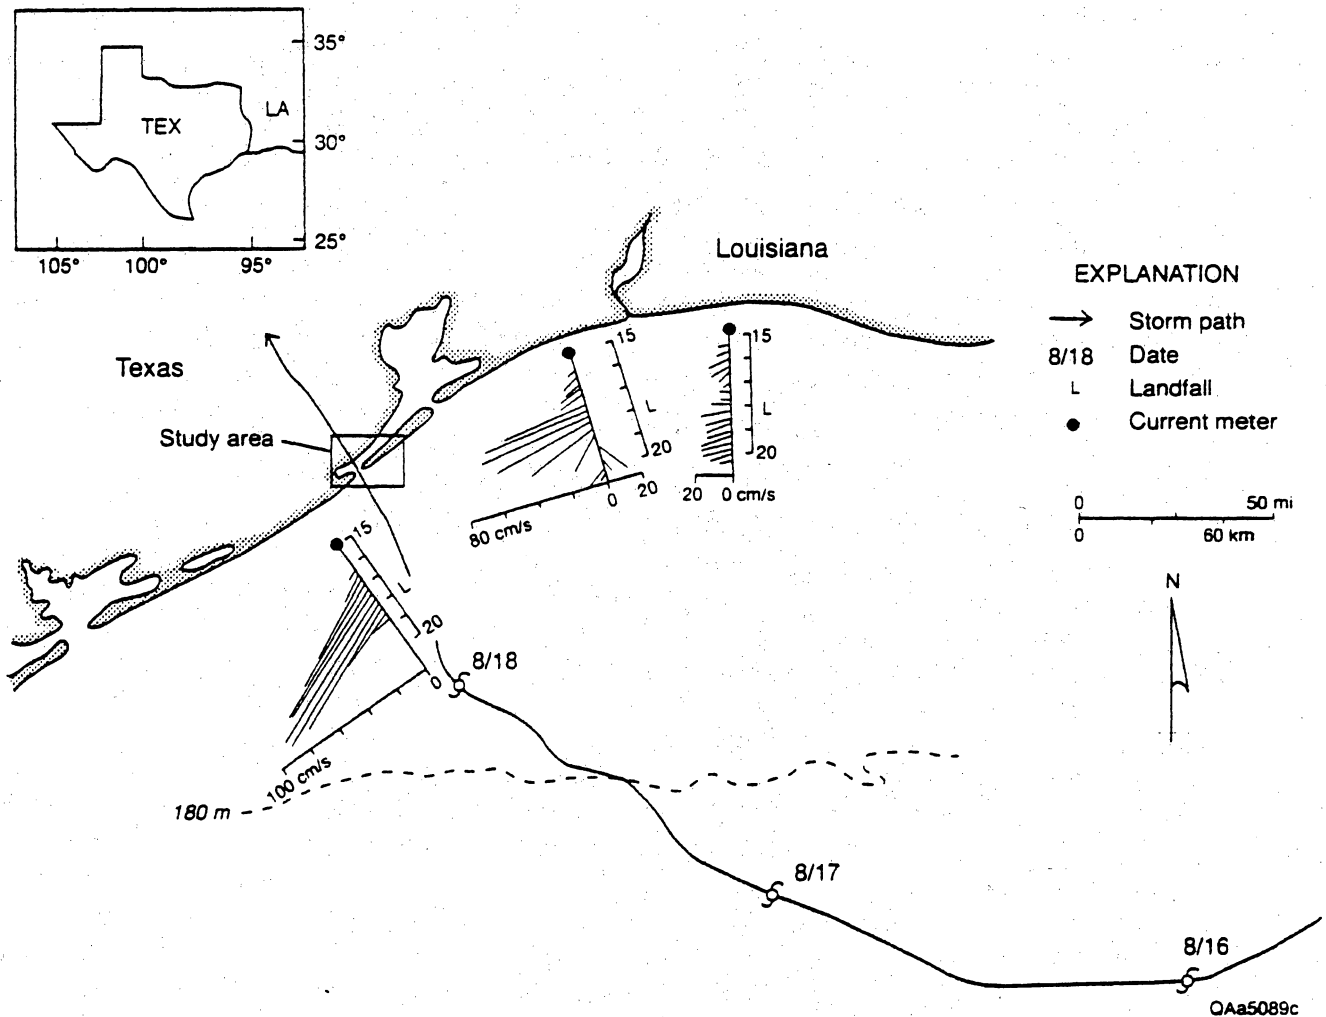 35°
LA
TEX
30°
25°
105° 100° 95°
Louisiana
Texas
Study area
EXPLANATION
Storm path
8/18 Date
L Landfall
Current meter
15
L
20
0 20
80 cm/s
15
L
20
20 0 cm/s
0 50 mi
0 60 km
N
15
L
20
0
100 cm/s
8/18
180 m
8/17
8/16
QAa5089c